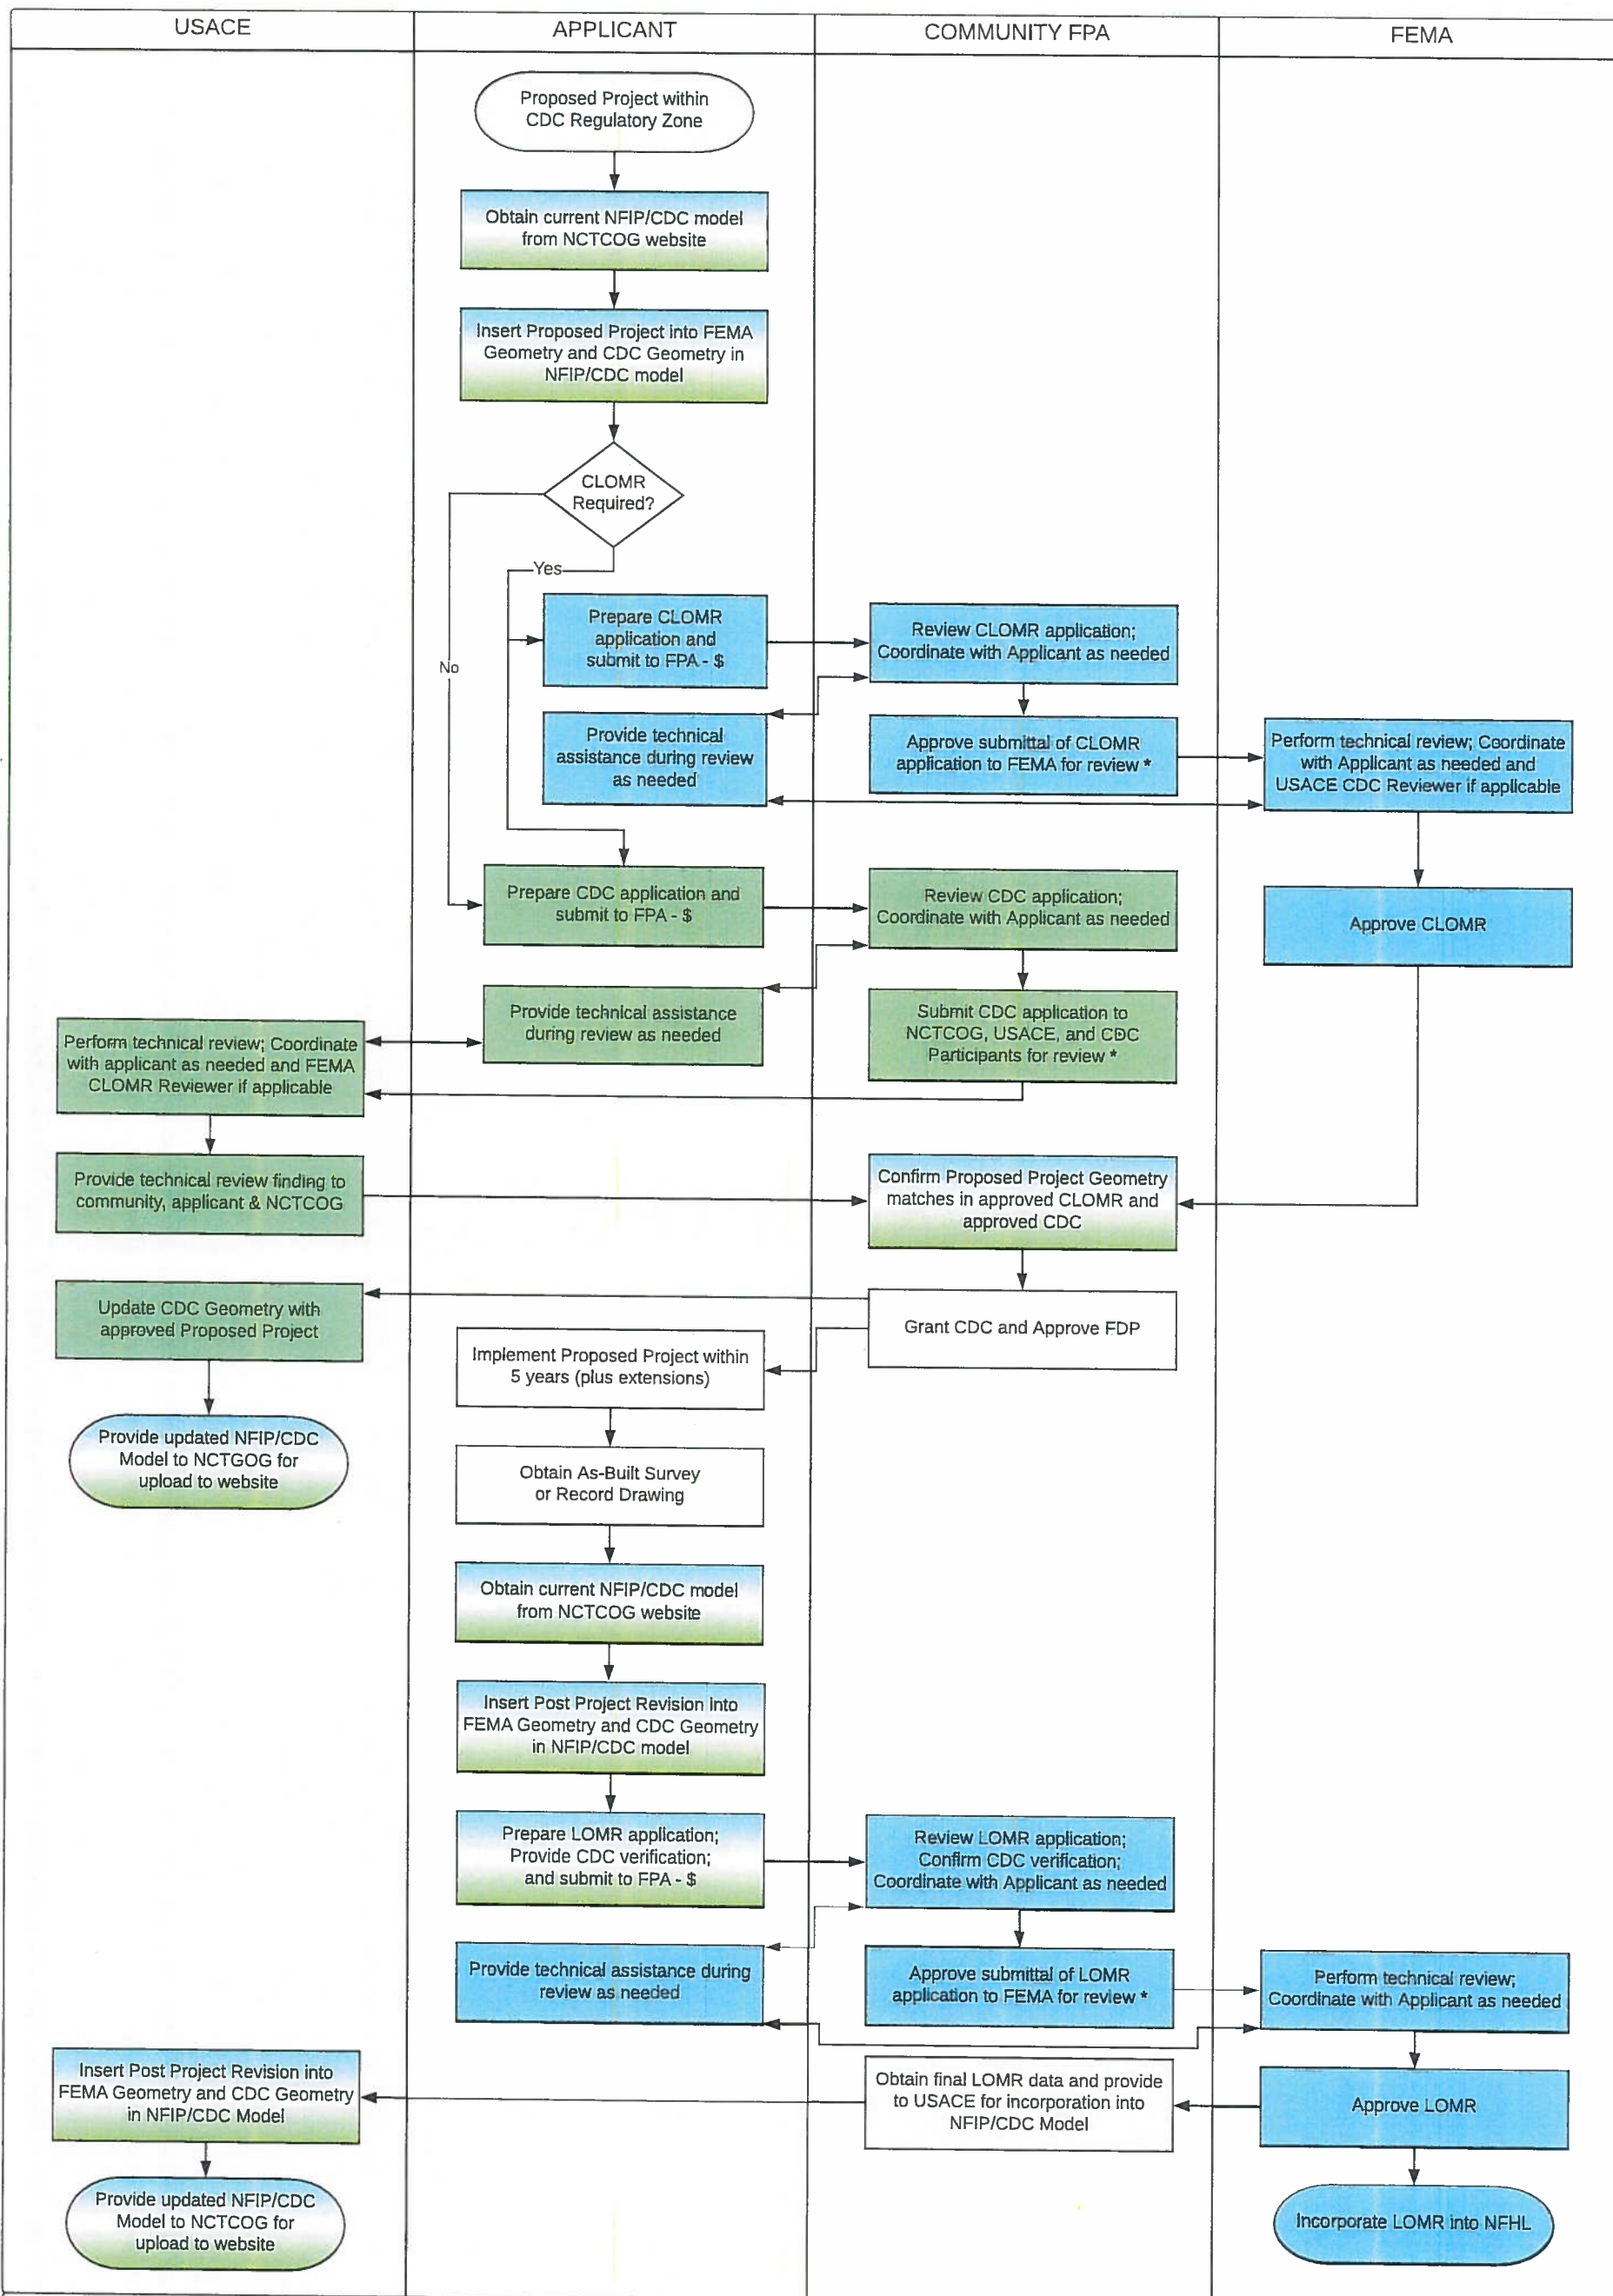 USACE
APPLICANT
COMMUNITY FPA
FEMA
Proposed Project within
CDC Regulatory Zone
Obtain current NFIP/CDC model
from NCTCOG website
Insert Proposed Project into FEMA
Geometry and CDC Geometry in
NFIP/CDC model
CLOMR
Required?
Yes
No
Prepare CLOMR
application and
submit to FPA - $
Review CLOMR application;
Coordinate with Applicant as needed
Provide technical
assistance during review
as needed
Approve submittal of CLOMR
application to FEMA for review *
Perform technical review; Coordinate
with Applicant as needed and
USACE CDC Reviewer if applicable
Prepare CDC application and
submit to FPA - $
Review CDC application;
Coordinate with Applicant as needed
Approve CLOMR
Provide technical assistance
during review as needed
Submit CDC application to
NCTCOG, USACE, and CDC
Participants for review *
Perform technical review; Coordinate
with applicant as needed and FEMA
CLOMR Reviewer if applicable
Provide technical review finding to
community, applicant & NCTCOG
Confirm Proposed Project Geometry
matches in approved CLOMR and
approved CDC
Update CDC Geometry with
approved Proposed Project
Grant CDC and Approve FDP
Implement Proposed Project within
5 years (plus extensions)
Provide updated NFIP/CDC
Model to NCTGOG for
upload to website
Obtain As-Built Survey
or Record Drawing
Obtain current NFIP/CDC model
from NCTCOG website
Insert Post Project Revision into
FEMA Geometry and CDC Geometry
in NFIP/CDC model
Prepare LOMR application;
Provide CDC verification;
and submit to FPA - $
Review LOMR application;
Confirm CDC verification;
Coordinate with Applicant as needed
Provide technical assistance during
review as needed
Approve submittal of LOMR
application to FEMA for review *
Perform technical review;
Coordinate with Applicant as needed
Insert Post Project Revision into
FEMA Geometry and CDC Geometry
in NFIP/CDC Model
Obtain final LOMR data and provide
to USACE for incorporation into
NFIP/CDC Model
Approve LOMR
Provide updated NFIP/CDC
Model to NCTCOG for
upload to website
Incorporate LOMR into NFHL